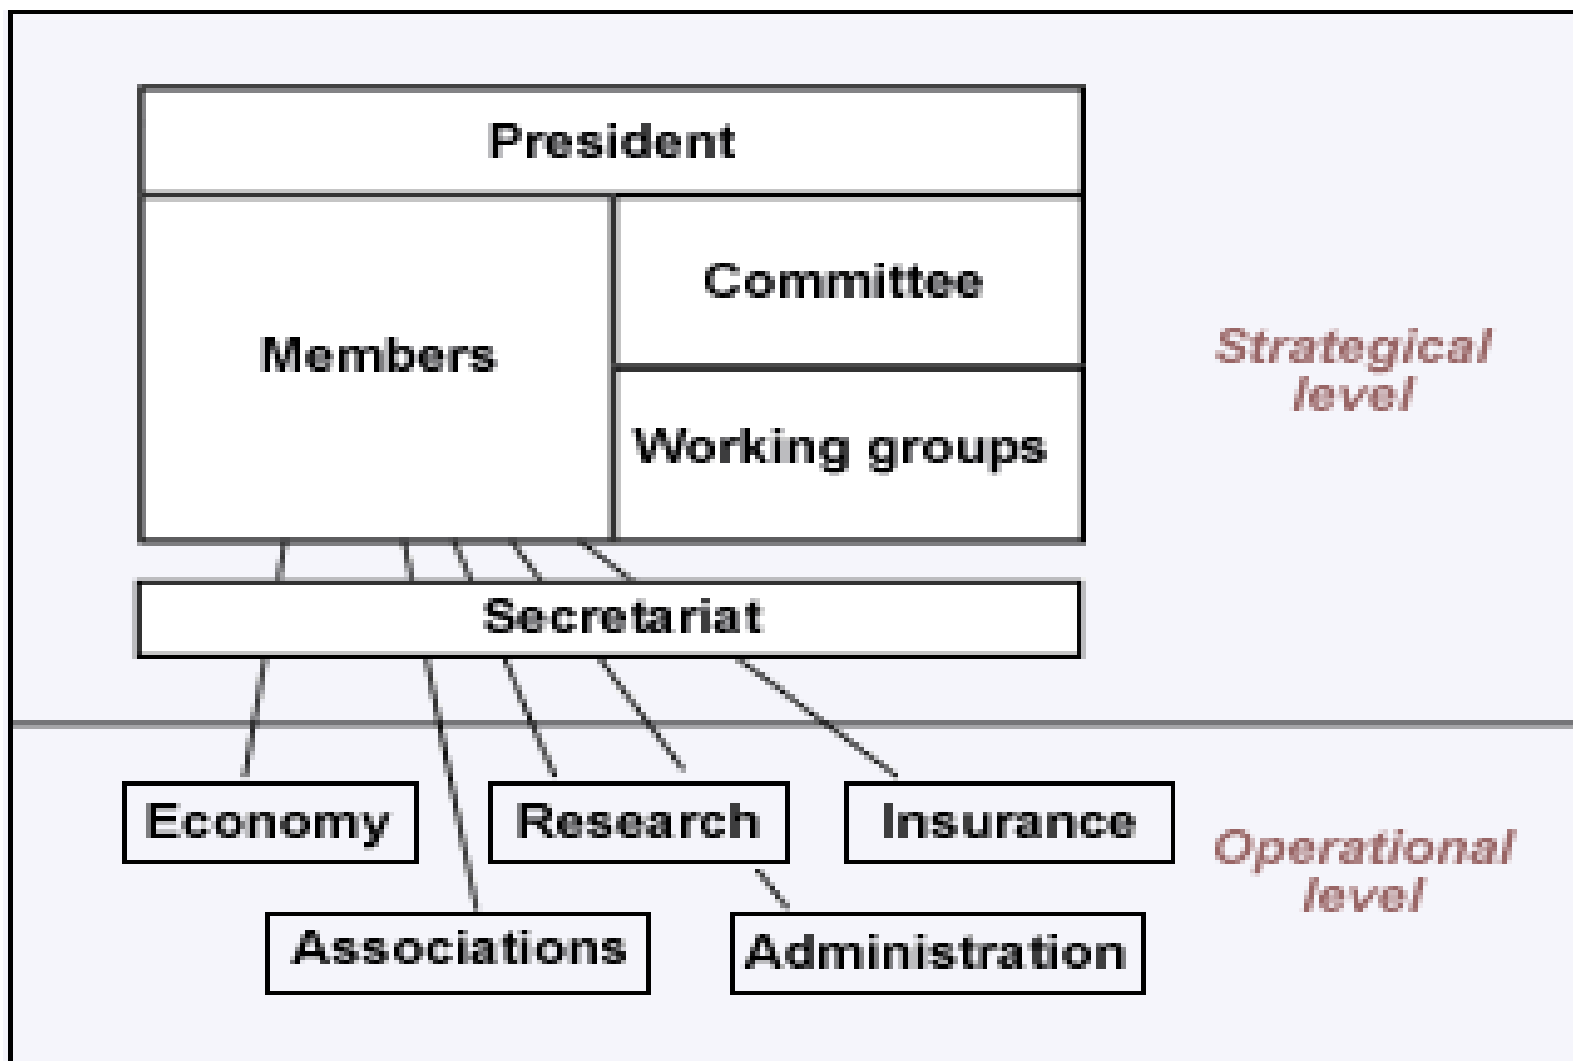 President
Members
Committee
Working groups
Strategical
level
Secretariat
Economy
Research
Insurance
Operational
level
Associations
Administration